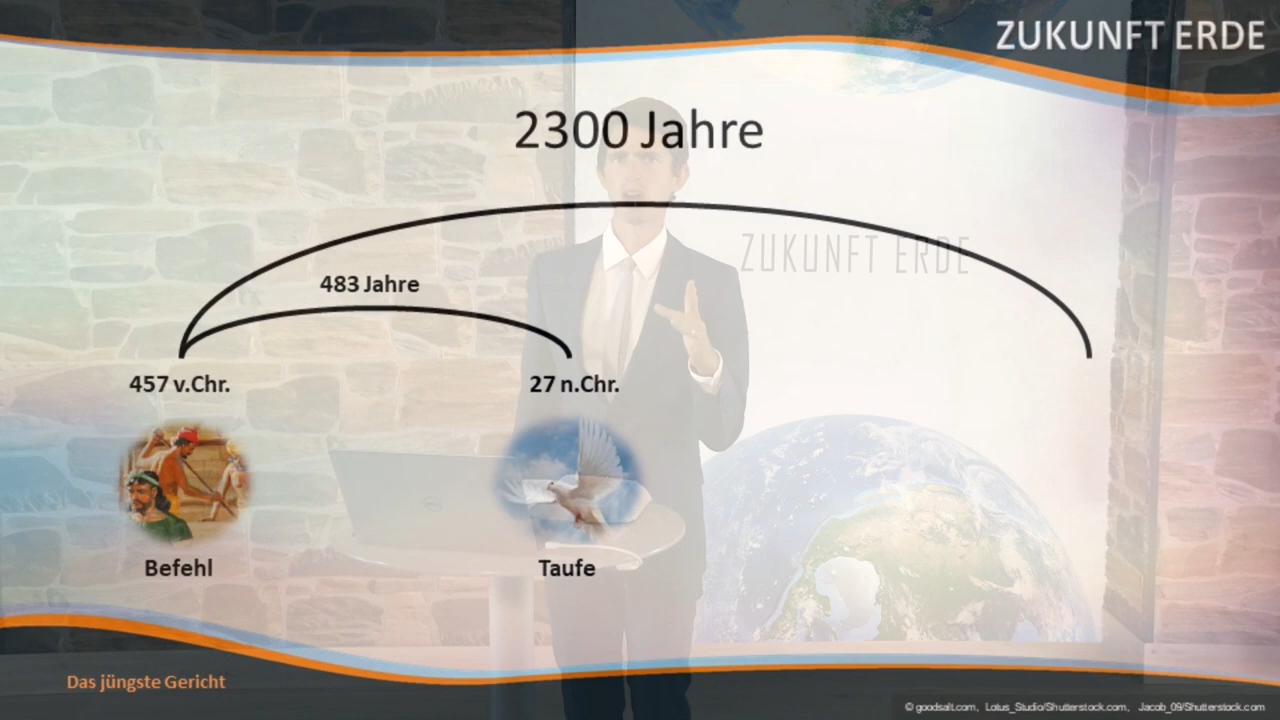 ZUKUNFT ERDE
2300 Jahre
ZUKUNFT ERDE
483 Jahre
457 v.Chr.
27 n.Chr.
Befehl
Taufe
Das jüngste Gericht
© goodsalt.com, Lotus_Studio/Shutterstock.com, Jacob_09/Shutterstock.com